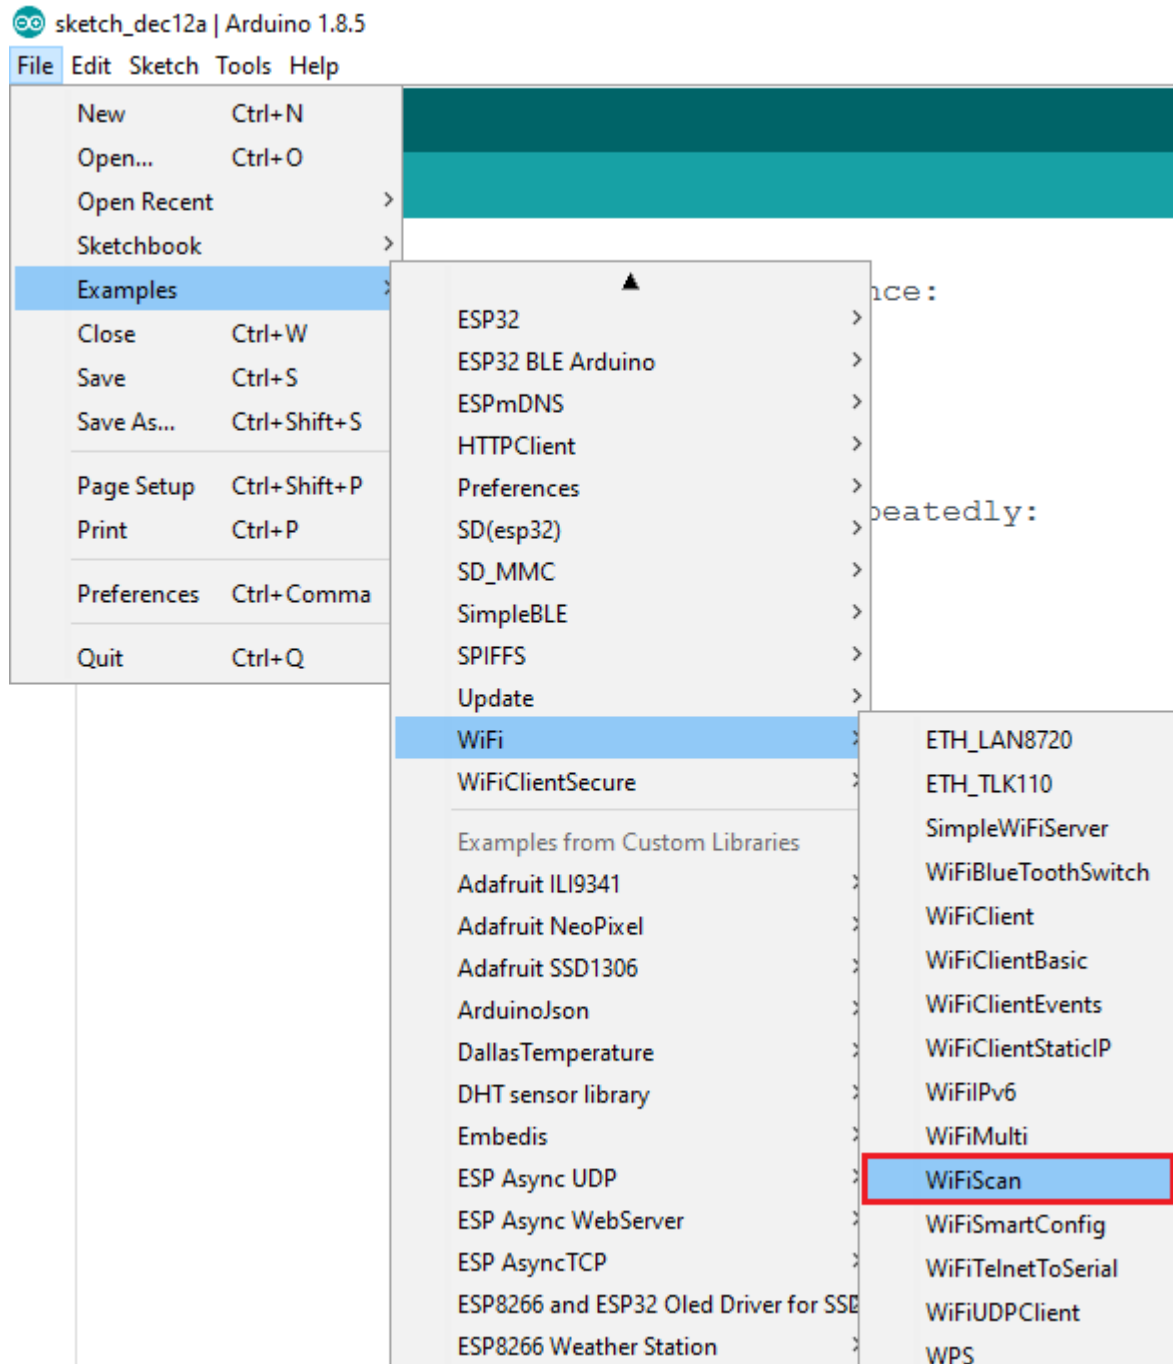 sketch_dec12a | Arduino 1.8.5
File Edit Sketch Tools Help
New Ctrl+N
Open... Ctrl+O
Open Recent
Sketchbook
Examples
Close Ctrl+W
Save Ctrl+S
Save As... Ctrl+Shift+S
Page Setup Ctrl+Shift+P
Print Ctrl+P
Preferences Ctrl+Comma
Quit Ctrl+Q
nce:
peatedly:
ESP32
ESP32 BLE Arduino
ESPmDNS
HTTPClient
Preferences
SD(esp32)
SD_MMC
SimpleBLE
SPIFFS
Update
WiFi
WiFiClientSecure
Examples from Custom Libraries
Adafruit ILI9341
Adafruit NeoPixel
Adafruit SSD1306
ArduinoJson
DallasTemperature
DHT sensor library
Embedis
ESP Async UDP
ESP Async WebServer
ESP AsyncTCP
ESP8266 and ESP32 Oled Driver for SSD
ESP8266 Weather Station
ETH_LAN8720
ETH_TLK110
SimpleWiFiServer
WiFiBlueToothSwitch
WiFiClient
WiFiClientBasic
WiFiClientEvents
WiFiClientStaticIP
WiFiIPv6
WiFiMulti
WiFiScan
WiFiSmartConfig
WiFiTelnetToSerial
WiFiUDPClient
WPS